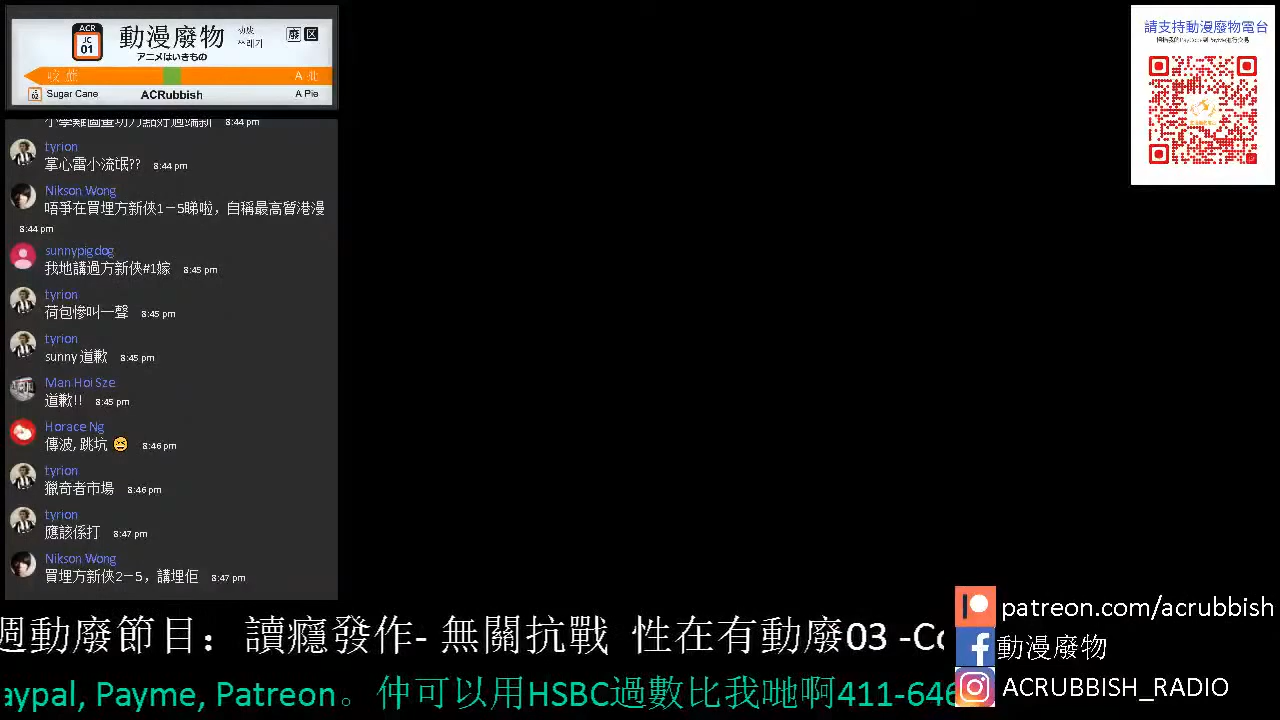 ACR
JC
01
動漫廢物
アニメはいきもの
쓰레기
廢 区
A
02
Sugar Cane
ACRubbish
A Pie
請支持動漫廢物電台
8:44 pm
tyrion
掌心雷小流氓?? 8:44 pm
Nikson Wong
唔爭在買埋方新俠1－5睇啦，自稱最高質港漫
8:44 pm
sunnypigdog
我地講過方新俠#1嫁 8:45 pm
tyrion
荷包慘叫一聲 8:45 pm
tyrion
sunny 道歉 8:45 pm
Man Hoi Sze
道歉!! 8:45 pm
Horace Ng
傳波, 跳坑 😆 8:46 pm
tyrion
獵奇者市場 8:46 pm
tyrion
應該係打 8:47 pm
Nikson Wong
買埋方新俠2－5，講埋佢 8:47 pm
週動廢節目：讀癮發作- 無關抗戰 性在有動廢03 -Co
aypal, Payme, Patreon。仲可以用HSBC過數比我哋啊411-646
patreon.com/acrubbish
動漫廢物
ACRUBBISH_RADIO